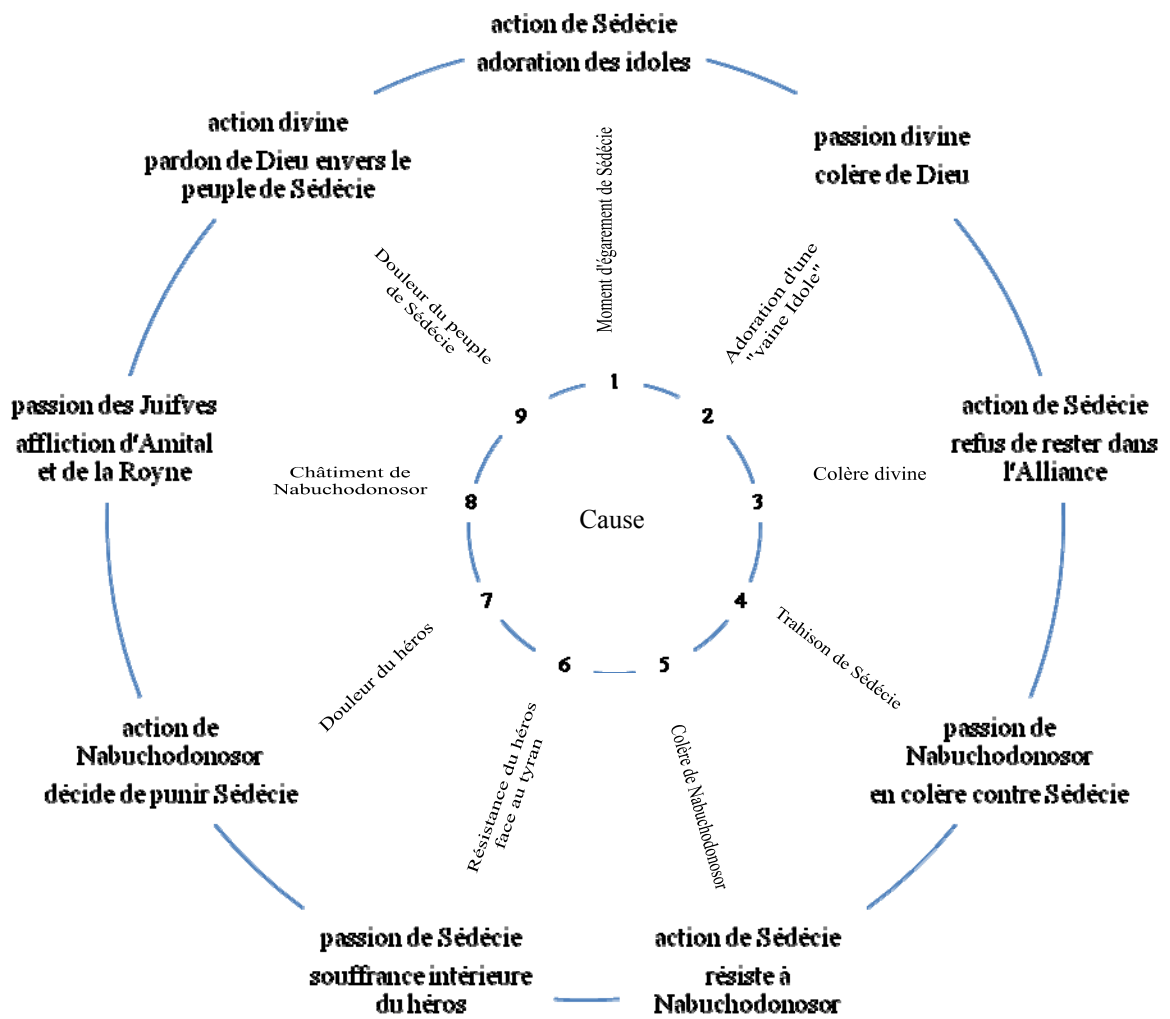 action de Sédécie
adoration des idoles
passion divine
colère de Dieu
action de Sédécie
refus de rester dans
l'Alliance
passion de
Nabuchodonosor
en colère contre Sédécie
action de Sédécie
résiste à
Nabuchodonosor
passion de Sédécie
souffrance intérieure
du héros
action de
Nabuchodonosor
décide de punir Sédécie
passion des Juifves
affliction d'Amital
et de la Royne
action divine
pardon de Dieu envers le
peuple de Sédécie
Moment d'égarement de Sédécie
Adoration d'une
"vaine Idole"
Colère divine
Trahison de Sédécie
Colère de Nabuchodonosor
Résistance du héros
face au tyran
Douleur du héros
Châtiment de
Nabuchodonosor
Douleur du peuple
de Sédécie
1
2
3
4
5
6
7
8
9
Cause